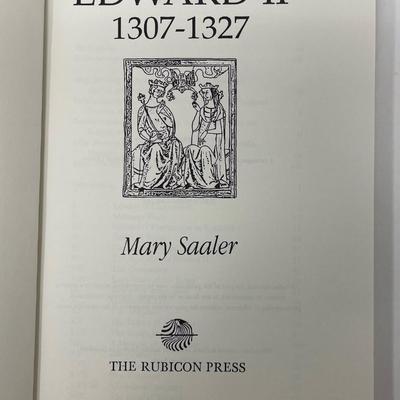 EDWARD II
1307-1327
Mary Saaler
THE RUBICON PRESS